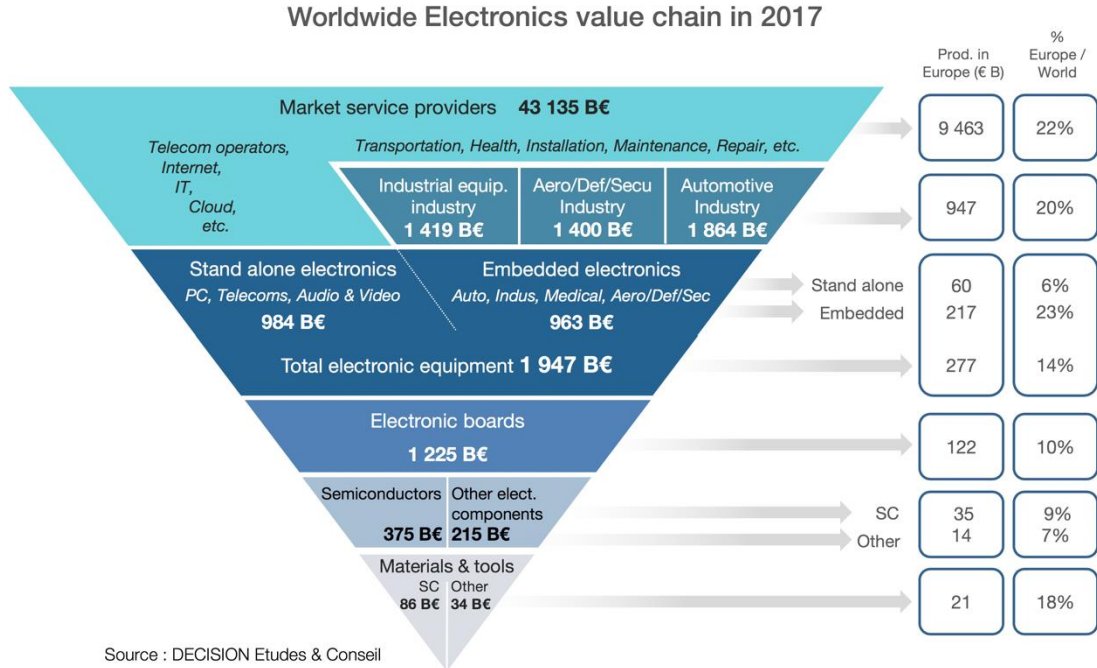 Worldwide Electronics value chain in 2017
Prod. in
Europe (€ B)
%
Europe /
World
Market service providers 43 135 B€
Telecom operators,
Internet,
IT,
Cloud,
etc.
Transportation, Health, Installation, Maintenance, Repair, etc.
9 463 22%
Industrial equip.
industry
1 419 B€
Aero/Def/Secu
Industry
1 400 B€
Automotive
Industry
1 864 B€
947 20%
Stand alone electronics
PC, Telecoms, Audio & Video
984 B€
Embedded electronics
Auto, Indus, Medical, Aero/Def/Sec
963 B€
Stand alone 60 6%
Embedded 217 23%
Total electronic equipment 1 947 B€
277 14%
Electronic boards
1 225 B€
122 10%
Semiconductors
375 B€
Other elect.
components
215 B€
SC 35 9%
Other 14 7%
Materials & tools
SC
86 B€
Other
34 B€
21 18%
Source : DECISION Etudes & Conseil